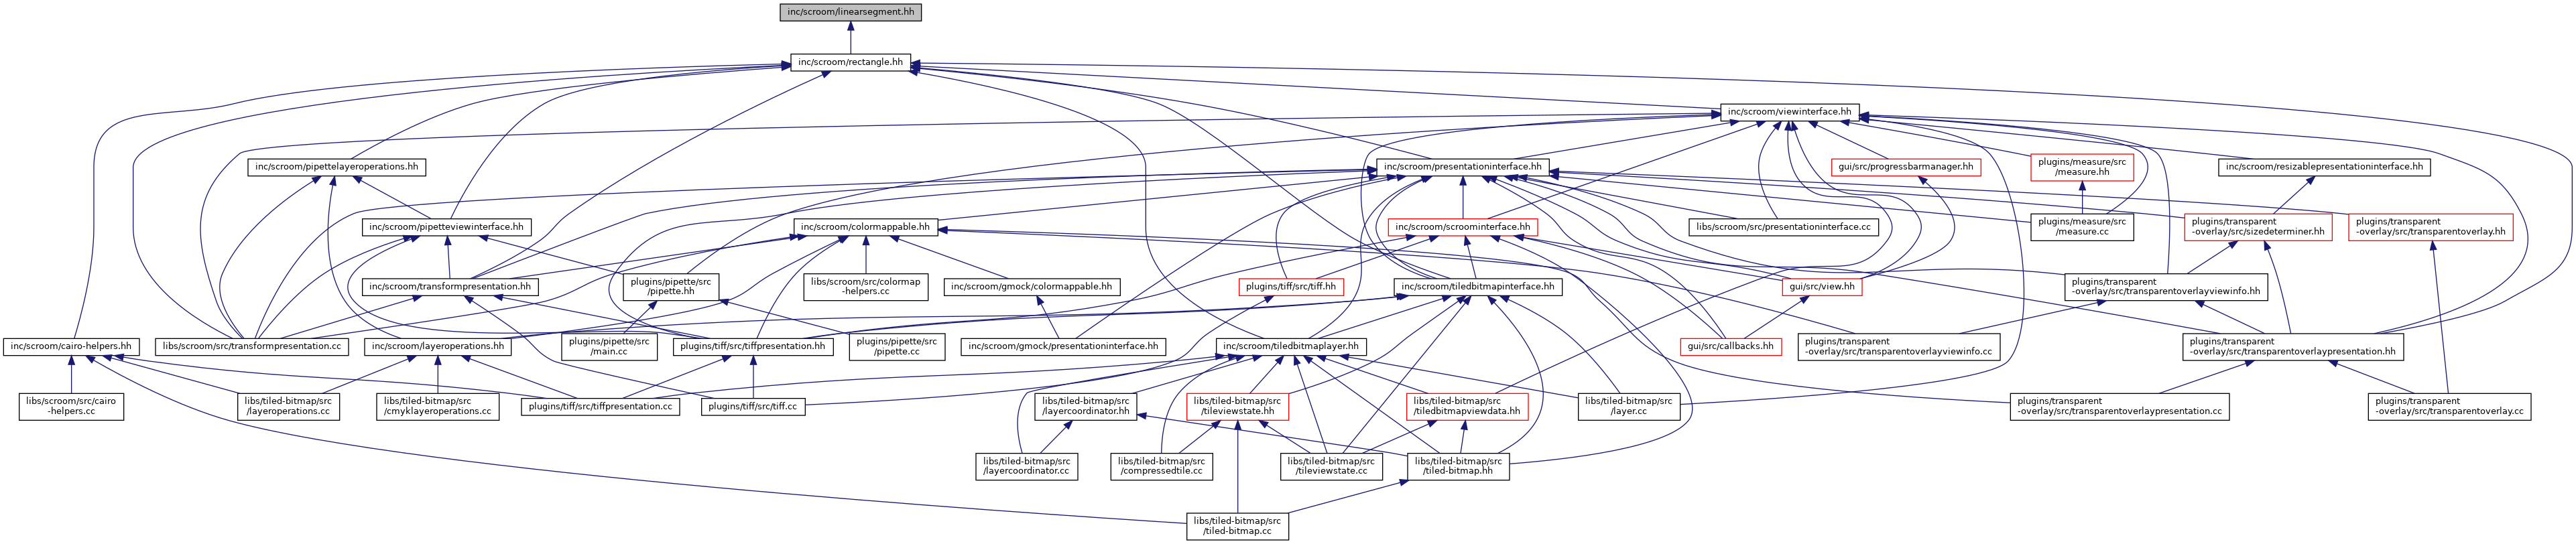 inc/scroom/linearsegment.hh
inc/scroom/rectangle.hh
inc/scroom/viewinterface.hh
inc/scroom/pipettelayeroperations.hh
inc/scroom/presentationinterface.hh
gui/src/progressbarmanager.hh
plugins/measure/src
/measure.hh
inc/scroom/resizablepresentationinterface.hh
inc/scroom/pipetteviewinterface.hh
inc/scroom/colormappable.hh
inc/scroom/scroominterface.hh
libs/scroom/src/presentationinterface.cc
plugins/measure/src
/measure.cc
plugins/transparent
-overlay/src/sizedeterminer.hh
plugins/transparent
-overlay/src/transparentoverlay.hh
inc/scroom/transformpresentation.hh
plugins/pipette/src
/pipette.hh
libs/scroom/src/colormap
-helpers.cc
inc/scroom/gmock/colormappable.hh
plugins/tiff/src/tiff.hh
inc/scroom/tiledbitmapinterface.hh
gui/src/view.hh
plugins/transparent
-overlay/src/transparentoverlayviewinfo.hh
inc/scroom/cairo-helpers.hh
libs/scroom/src/transformpresentation.cc
inc/scroom/layeroperations.hh
plugins/pipette/src
/main.cc
plugins/tiff/src/tiffpresentation.hh
plugins/pipette/src
/pipette.cc
inc/scroom/gmock/presentationinterface.hh
inc/scroom/tiledbitmaplayer.hh
gui/src/callbacks.hh
plugins/transparent
-overlay/src/transparentoverlayviewinfo.cc
plugins/transparent
-overlay/src/transparentoverlaypresentation.hh
libs/scroom/src/cairo
-helpers.cc
libs/tiled-bitmap/src
/layeroperations.cc
libs/tiled-bitmap/src
/cmyklayeroperations.cc
plugins/tiff/src/tiffpresentation.cc
plugins/tiff/src/tiff.cc
libs/tiled-bitmap/src
/layercoordinator.hh
libs/tiled-bitmap/src
/tileviewstate.hh
libs/tiled-bitmap/src
/tiledbitmapviewdata.hh
libs/tiled-bitmap/src
/layer.cc
plugins/transparent
-overlay/src/transparentoverlaypresentation.cc
plugins/transparent
-overlay/src/transparentoverlay.cc
libs/tiled-bitmap/src
/layercoordinator.cc
libs/tiled-bitmap/src
/compressedtile.cc
libs/tiled-bitmap/src
/tileviewstate.cc
libs/tiled-bitmap/src
/tiled-bitmap.hh
libs/tiled-bitmap/src
/tiled-bitmap.cc